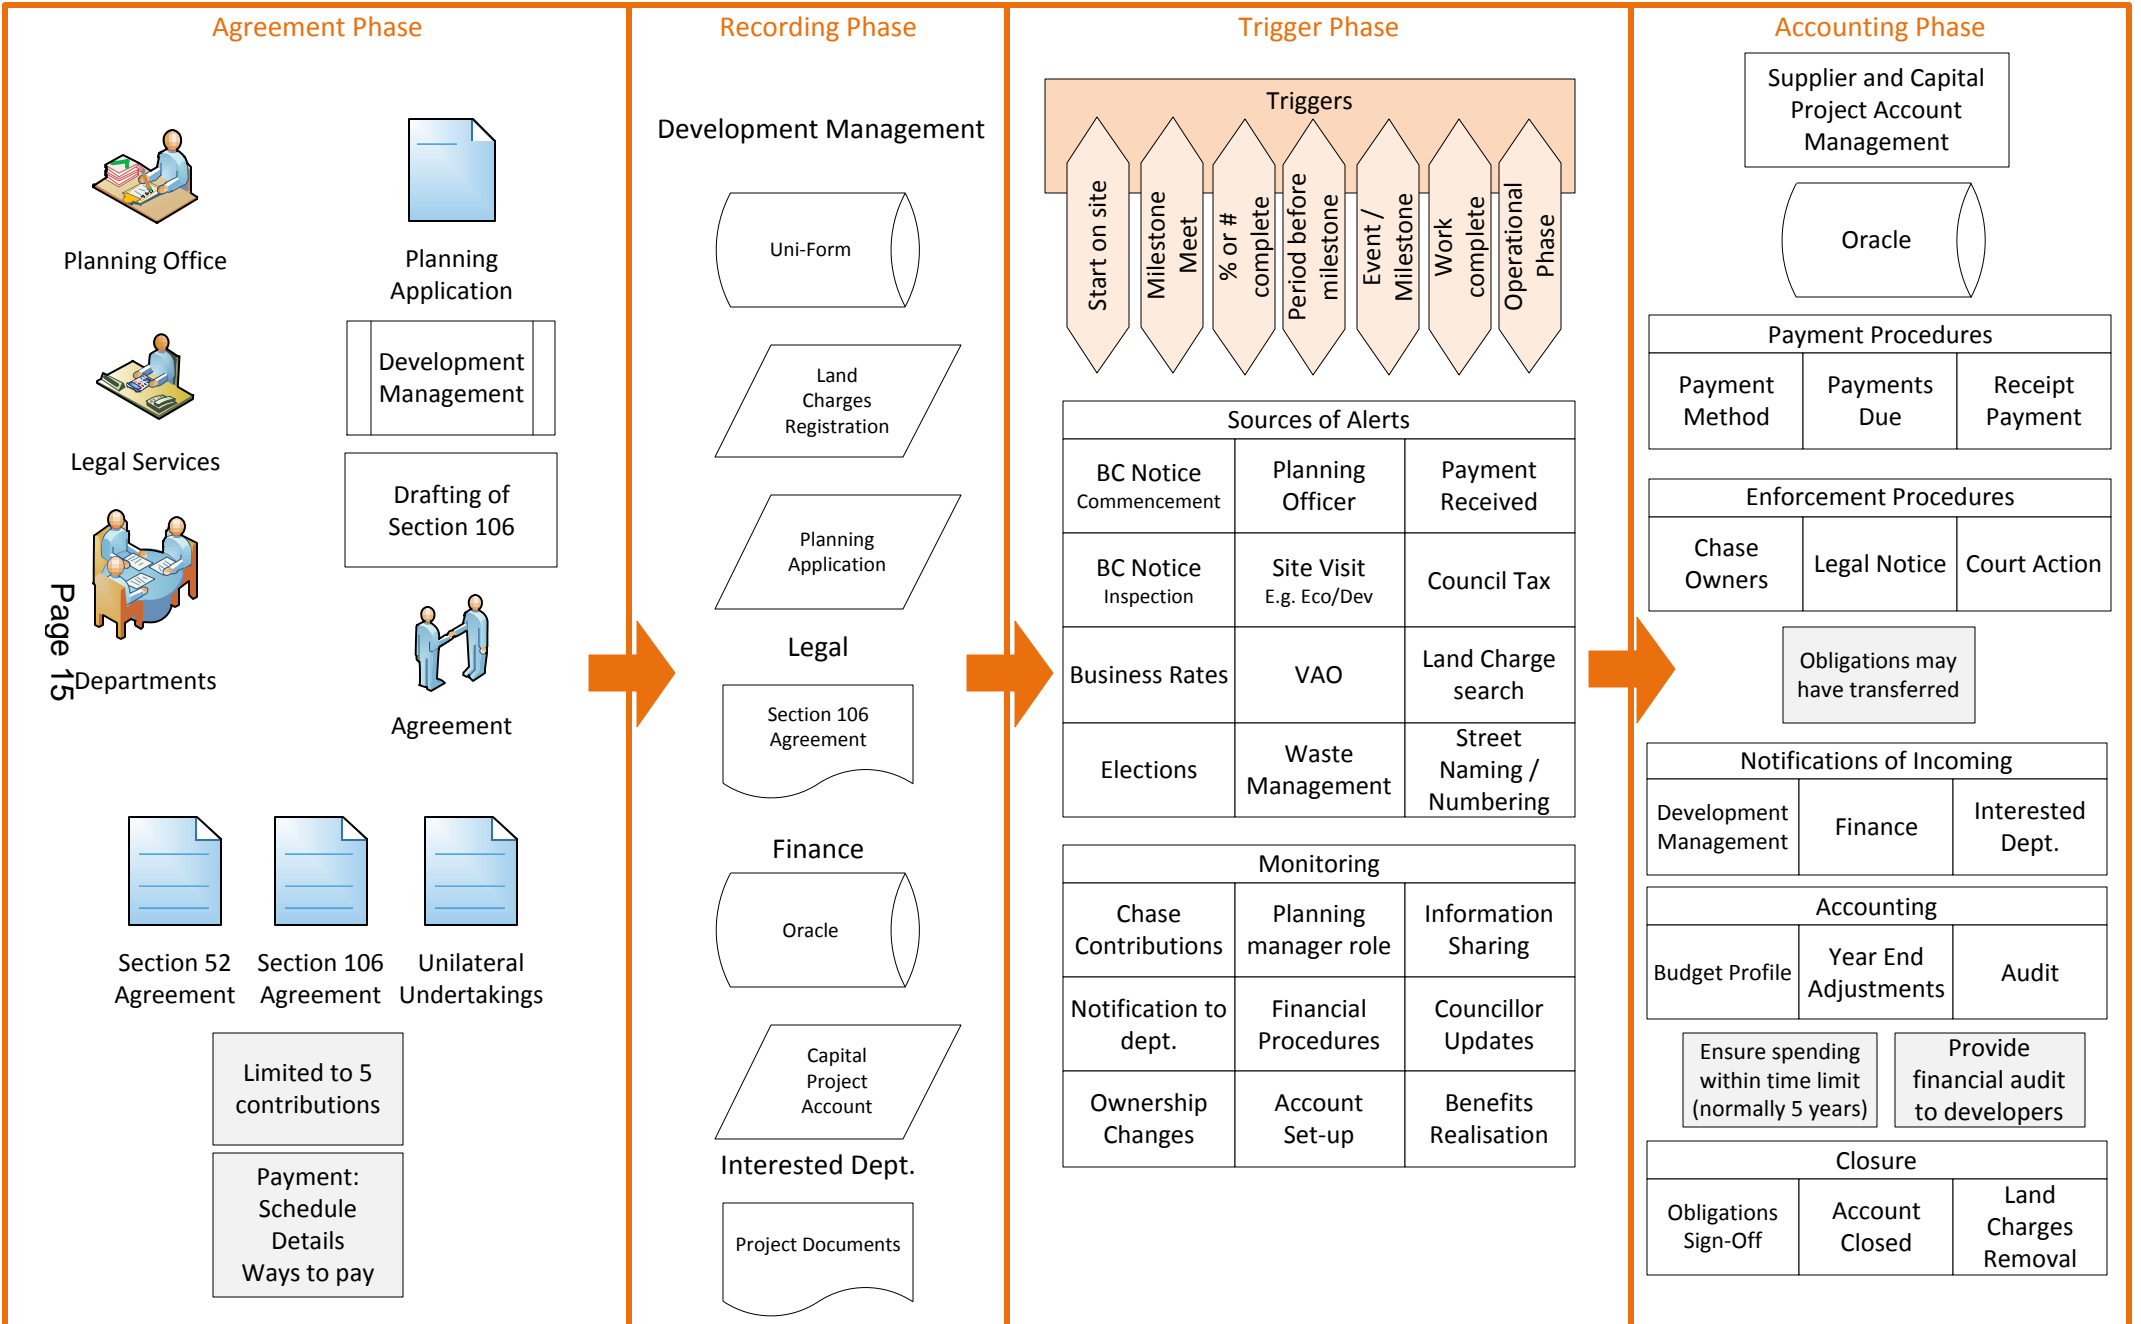 Agreement Phase
Planning Office
Planning
Application
Legal Services
Development
Management
Drafting of
Section 106
Page 15
Departments
Agreement
Section 52
Agreement
Section 106
Agreement
Unilateral
Undertakings
Limited to 5
contributions
Payment:
Schedule
Details
Ways to pay
Recording Phase
Development Management
Uni-Form
Land
Charges
Registration
Planning
Application
Legal
Section 106
Agreement
Finance
Oracle
Capital
Project
Account
Interested Dept.
Project Documents
Trigger Phase
Triggers
Start on site
Milestone
Meet
% or #
complete
Period before
milestone
Event /
Milestone
Work
complete
Operational
Phase
Sources of Alerts
BC Notice
Commencement
Planning
Officer
Payment
Received
BC Notice
Inspection
Site Visit
E.g. Eco/Dev
Council Tax
Business Rates
VAO
Land Charge
search
Elections
Waste
Management
Street
Naming /
Numbering
Monitoring
Chase
Contributions
Planning
manager role
Information
Sharing
Notification to
dept.
Financial
Procedures
Councillor
Updates
Ownership
Changes
Account
Set-up
Benefits
Realisation
Accounting Phase
Supplier and Capital
Project Account
Management
Oracle
Payment Procedures
Payment
Method
Payments
Due
Receipt
Payment
Enforcement Procedures
Chase
Owners
Legal Notice
Court Action
Obligations may
have transferred
Notifications of Incoming
Development
Management
Finance
Interested
Dept.
Accounting
Budget Profile
Year End
Adjustments
Audit
Ensure spending
within time limit
(normally 5 years)
Provide
financial audit
to developers
Closure
Obligations
Sign-Off
Account
Closed
Land
Charges
Removal